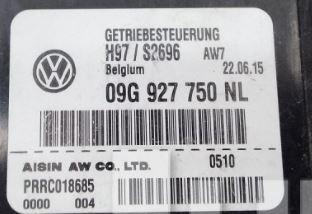 GETRIEBESTEUERUNG
H97 / S2696 AW7
Belgium 22.06.15
09G 927 750 NL
AISIN AW CO., LTD. 0510
PRRC018685
0000 004